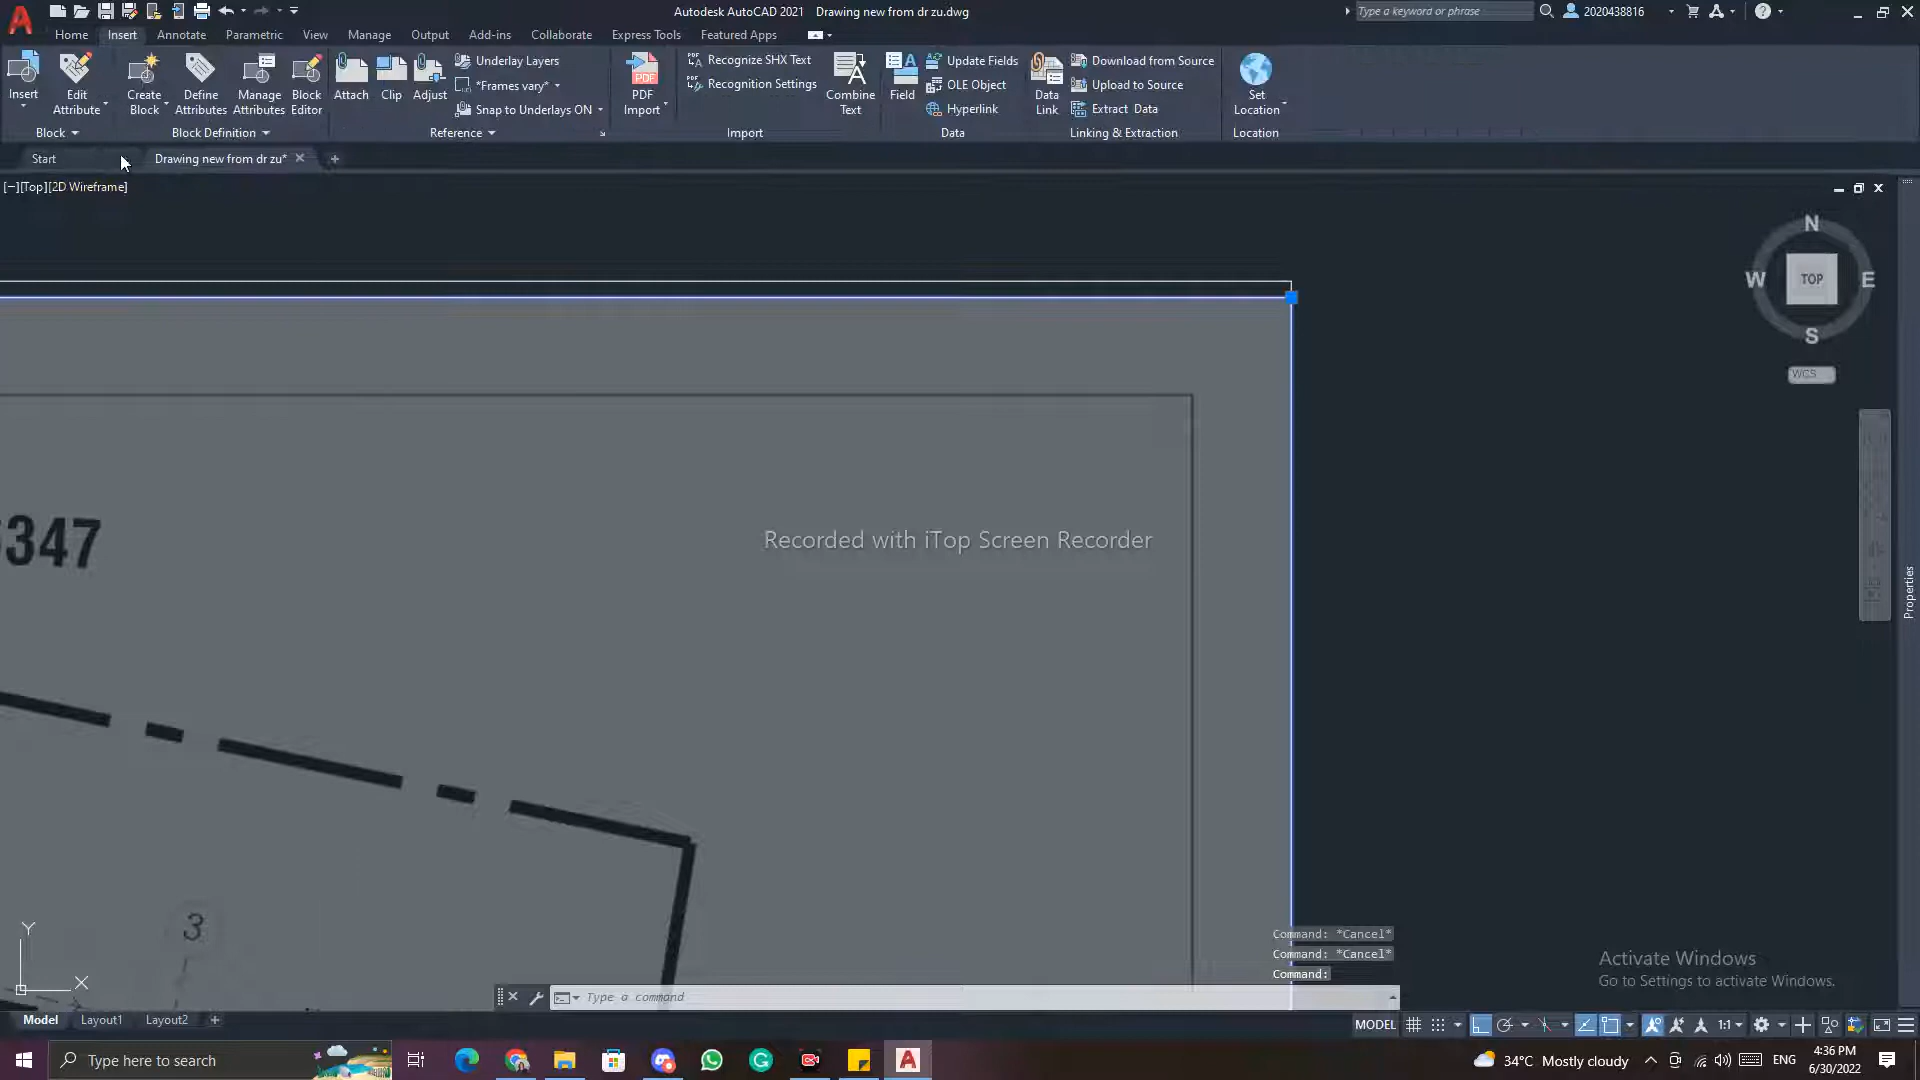 Autodesk AutoCAD 2021 Drawing new from dr zu.dwg
Type a keyword or phrase
2020438816
Home Insert Annotate Parametric View Manage Output Add-ins Collaborate Express Tools Featured Apps
Insert
Edit Attribute
Create Block
Define Attributes
Manage Attributes
Block Editor
Attach
Clip
Adjust
Underlay Layers
*Frames vary*
Snap to Underlays ON
PDF Import
Recognize SHX Text
Recognition Settings
Combine Text
Field
Update Fields
OLE Object
Hyperlink
Data Link
Download from Source
Upload to Source
Extract Data
Set Location
Block Block Definition Reference Import Data Linking & Extraction Location
Start Drawing new from dr zu*
[−][Top][2D Wireframe]
N
W TOP E
S
WCS
347
Recorded with iTop Screen Recorder
Properties
3
Y
X
Command: *Cancel*
Command: *Cancel*
Command:
Type a command
Activate Windows
Go to Settings to activate Windows.
Model Layout1 Layout2
MODEL 1:1
Type here to search
34°C Mostly cloudy
ENG
4:36 PM
6/30/2022